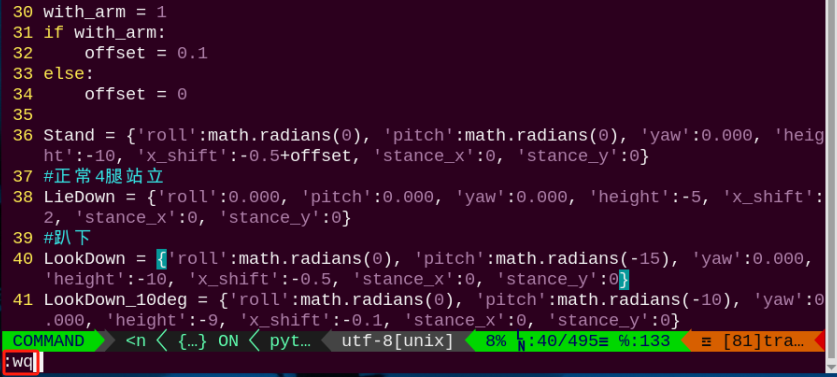 30 with_arm = 1
31 if with_arm:
32     offset = 0.1
33 else:
34     offset = 0
35
36 Stand = {'roll':math.radians(0), 'pitch':math.radians(0), 'yaw':0.000, 'heig
ht':-10, 'x_shift':-0.5+offset, 'stance_x':0, 'stance_y':0}
37 #正常4腿站立
38 LieDown = {'roll':0.000, 'pitch':0.000, 'yaw':0.000, 'height':-5, 'x_shift':
2, 'stance_x':0, 'stance_y':0}
39 #趴下
40 LookDown = {'roll':math.radians(0), 'pitch':math.radians(-15), 'yaw':0.000,
'height':-10, 'x_shift':-0.5, 'stance_x':0, 'stance_y':0}
41 LookDown_10deg = {'roll':math.radians(0), 'pitch':math.radians(-10), 'yaw':0
.000, 'height':-9, 'x_shift':-0.1, 'stance_x':0, 'stance_y':0}
COMMAND <n < {…} ON < pyt… utf-8[unix] 8% ㏑:40/495≡ ℅:133 ☲ [81]tra…
:wq